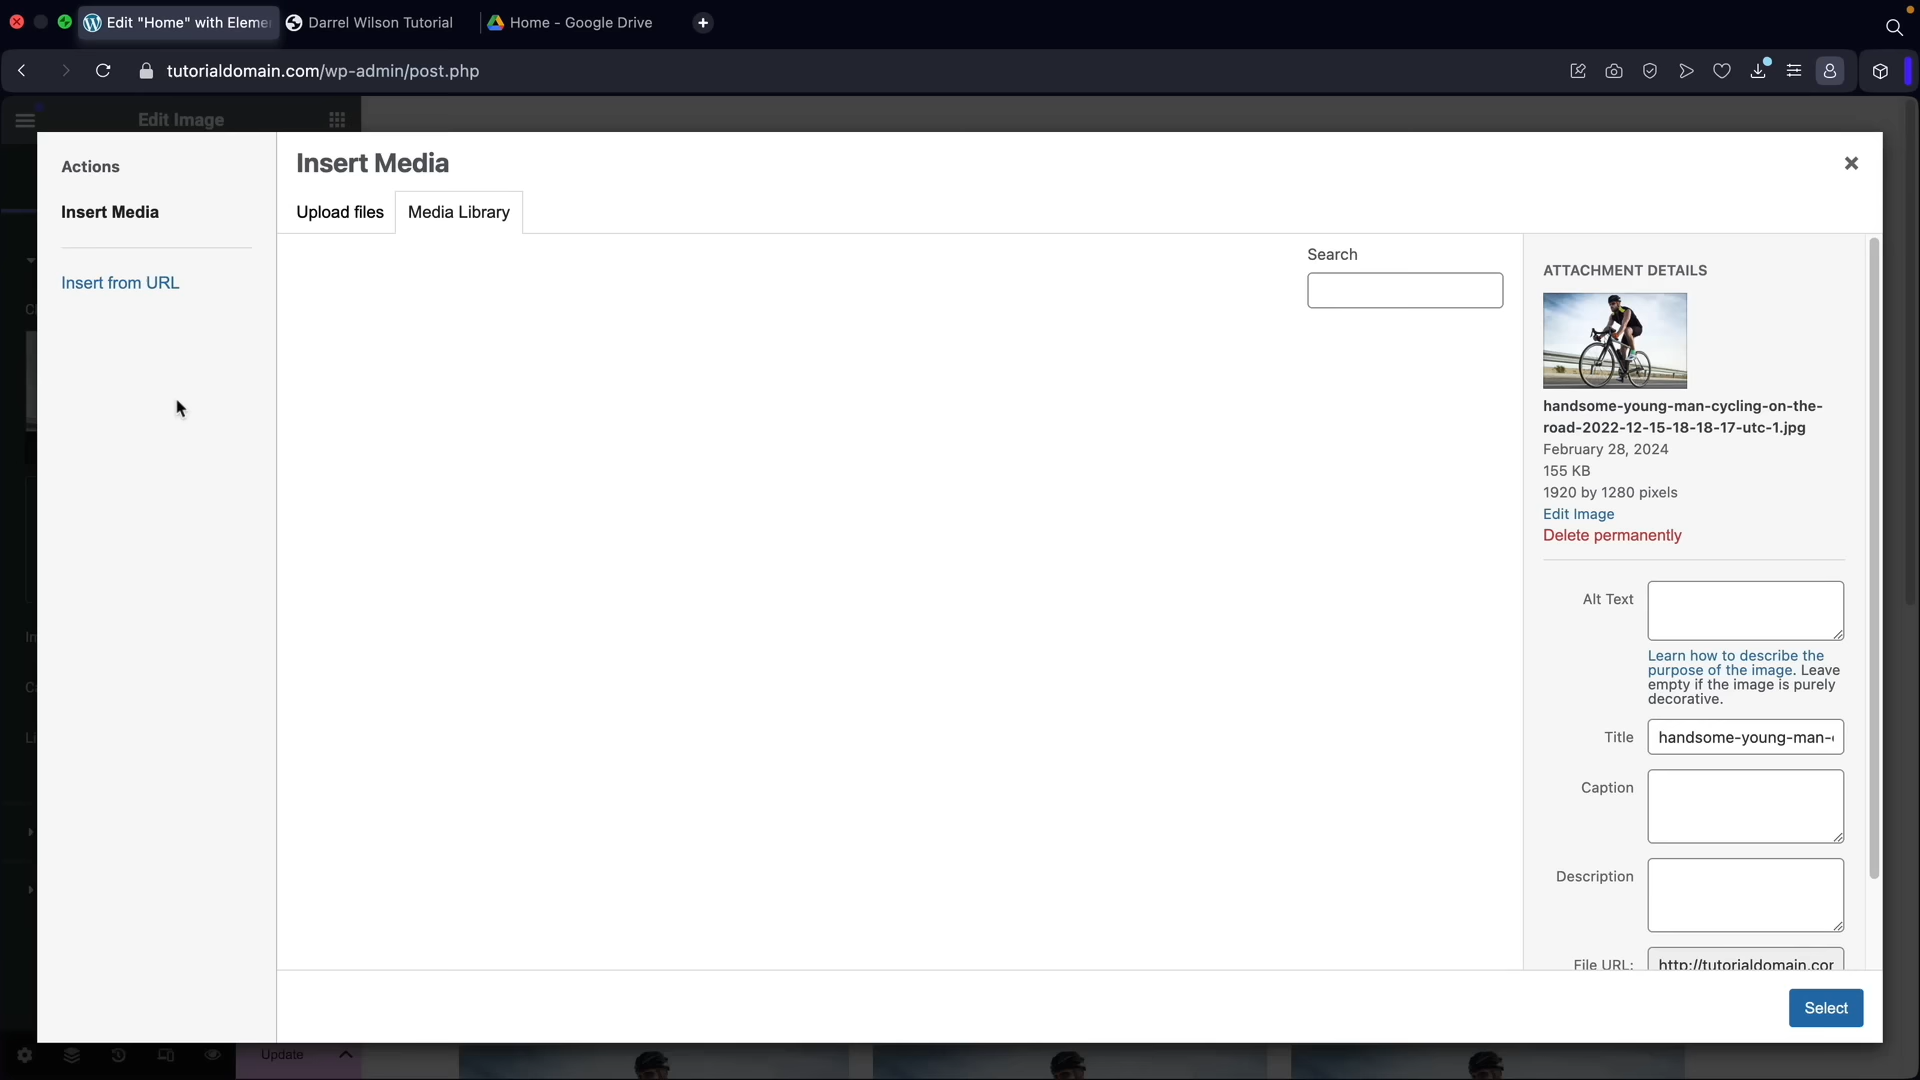 Edit "Home" with Eleme
Darrel Wilson Tutorial
Home - Google Drive
tutorialdomain.com/wp-admin/post.php
Edit Image
Actions
Insert Media
Insert from URL
Insert Media
Upload files
Media Library
Search
ATTACHMENT DETAILS
handsome-young-man-cycling-on-the-
road-2022-12-15-18-18-17-utc-1.jpg
February 28, 2024
155 KB
1920 by 1280 pixels
Edit Image
Delete permanently
Alt Text
Learn how to describe the
purpose of the image. Leave
empty if the image is purely
decorative.
Title
handsome-young-man-
Caption
Description
File URL:
http://tutorialdomain.cor
Select
Update